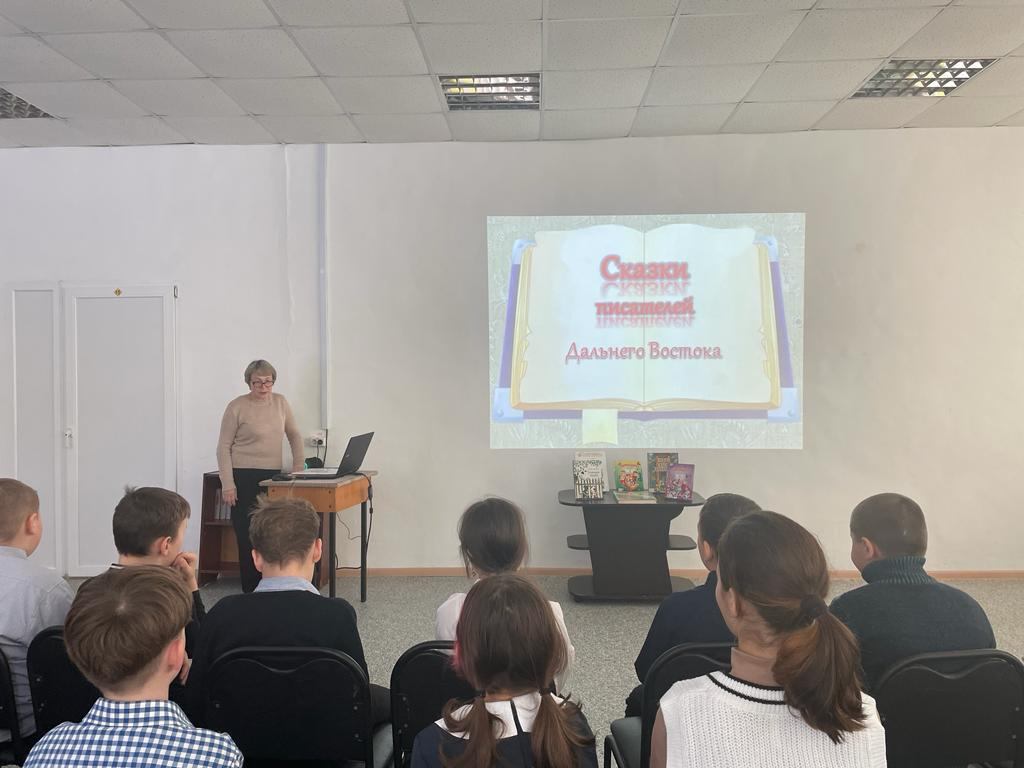 Сказки
писателей
Дальнего Востока